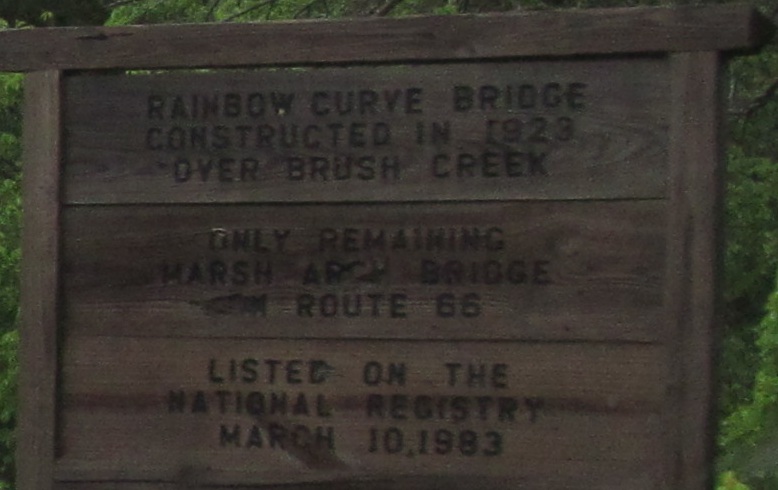 RAINBOW CURVE BRIDGE
CONSTRUCTED IN 1923
OVER BRUSH CREEK
ONLY REMAINING
MARSH ARCH BRIDGE
ON ROUTE 66
LISTED ON THE
NATIONAL REGISTRY
MARCH 10,1983